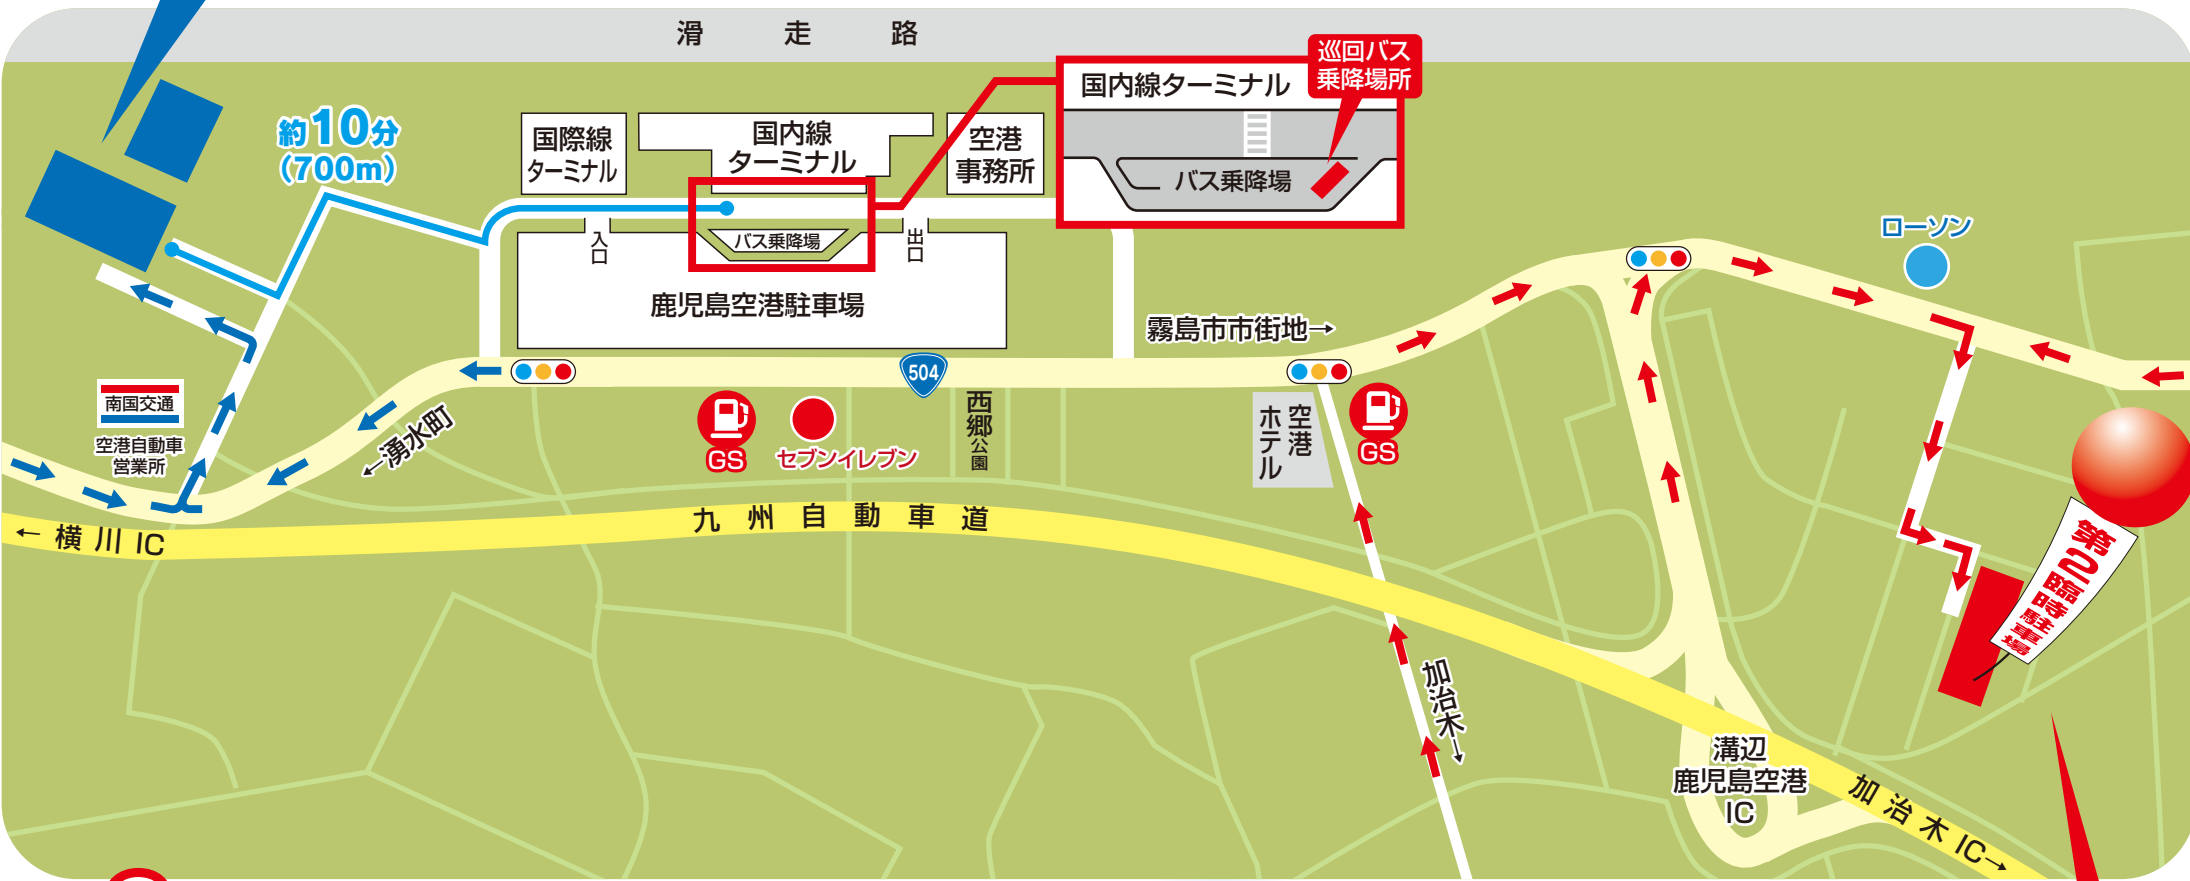 滑走路
約10分
(700m)
国際線
ターミナル
国内線
ターミナル
空港
事務所
国内線ターミナル
巡回バス
乗降場所
バス乗降場
入口
バス乗降場
出口
鹿児島空港駐車場
ローソン
霧島市市街地→
504
南国交通
空港自動車
営業所
←湧水町
GS
セブンイレブン
西郷公園
空港
ホテル
GS
九州自動車道
←横川IC
第2臨時駐車場
加治木→
溝辺
鹿児島空港
IC
加治木IC→